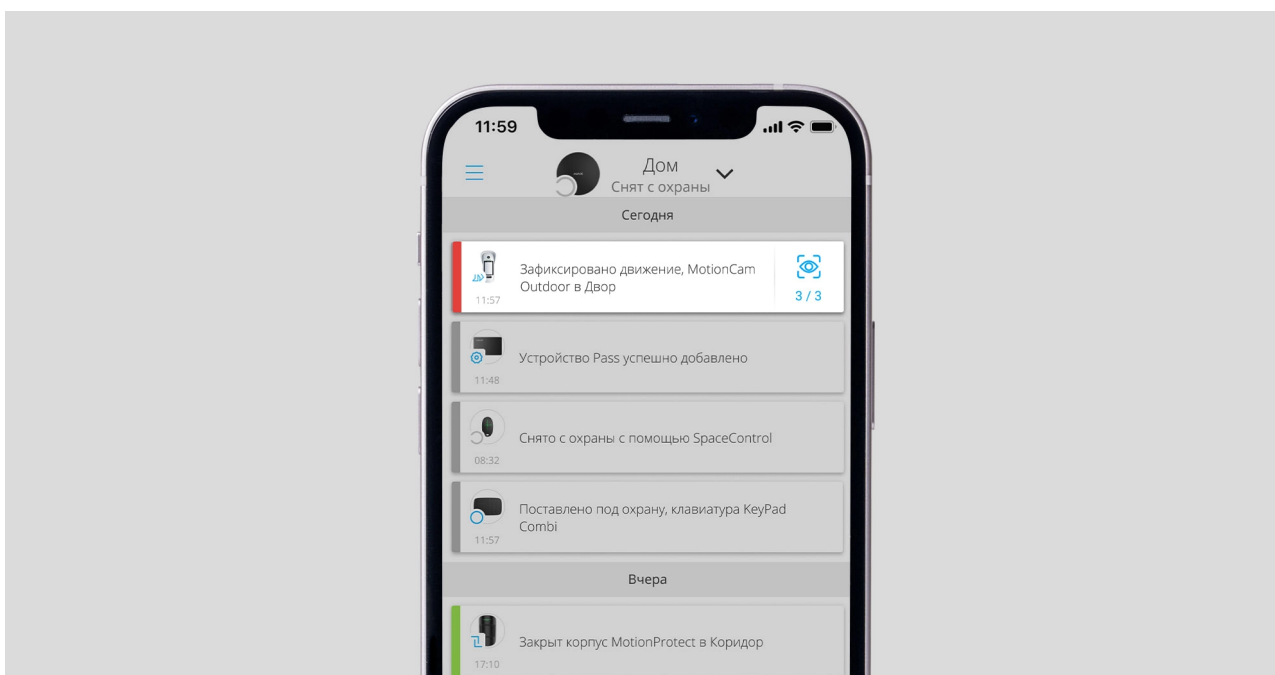 11:59
Дом
Снят с охраны
Сегодня
Зафиксировано движение, MotionCam
Outdoor в Двор
11:57
3 / 3
Устройство Pass успешно добавлено
11:48
Снято с охраны с помощью SpaceControl
08:32
Поставлено под охрану, клавиатура KeyPad
Combi
11:57
Вчера
Закрыт корпус MotionProtect в Коридор
17:10